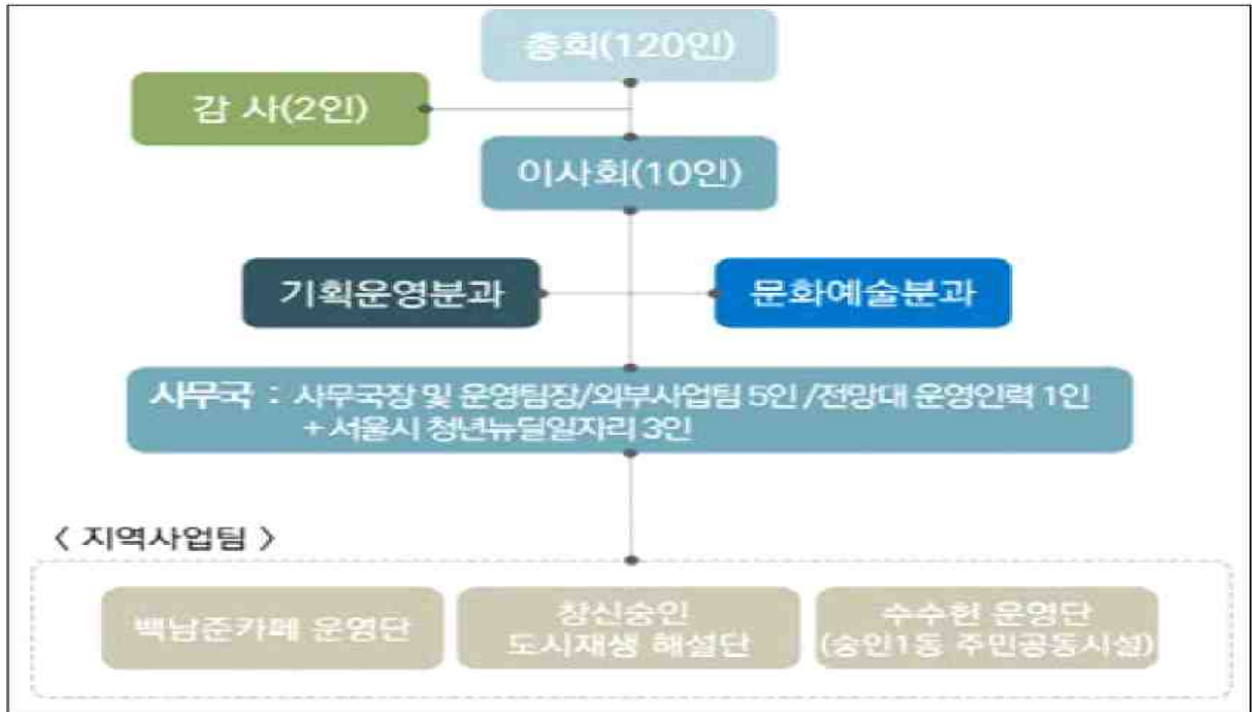 총회(120인)
감 사(2인)
이사회(10인)
기획운영분과
문화예술분과
사무국 : 사무국장 및 운영팀장/외부사업팀 5인 /전망대 운영인력 1인
+ 서울시 청년뉴딜일자리 3인
< 지역사업팀 >
백남준카페 운영단
창신숭인
도시재생 해설단
수수헌 운영단
(숭인1동 주민공동시설)